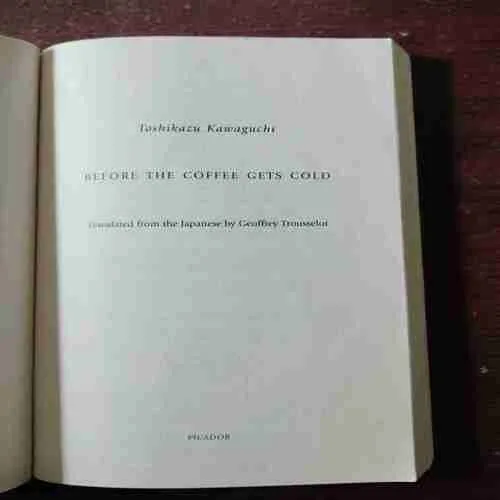 Toshikazu Kawaguchi
BEFORE THE COFFEE GETS COLD
Translated from the Japanese by Geoffrey Trousselot
PICADOR